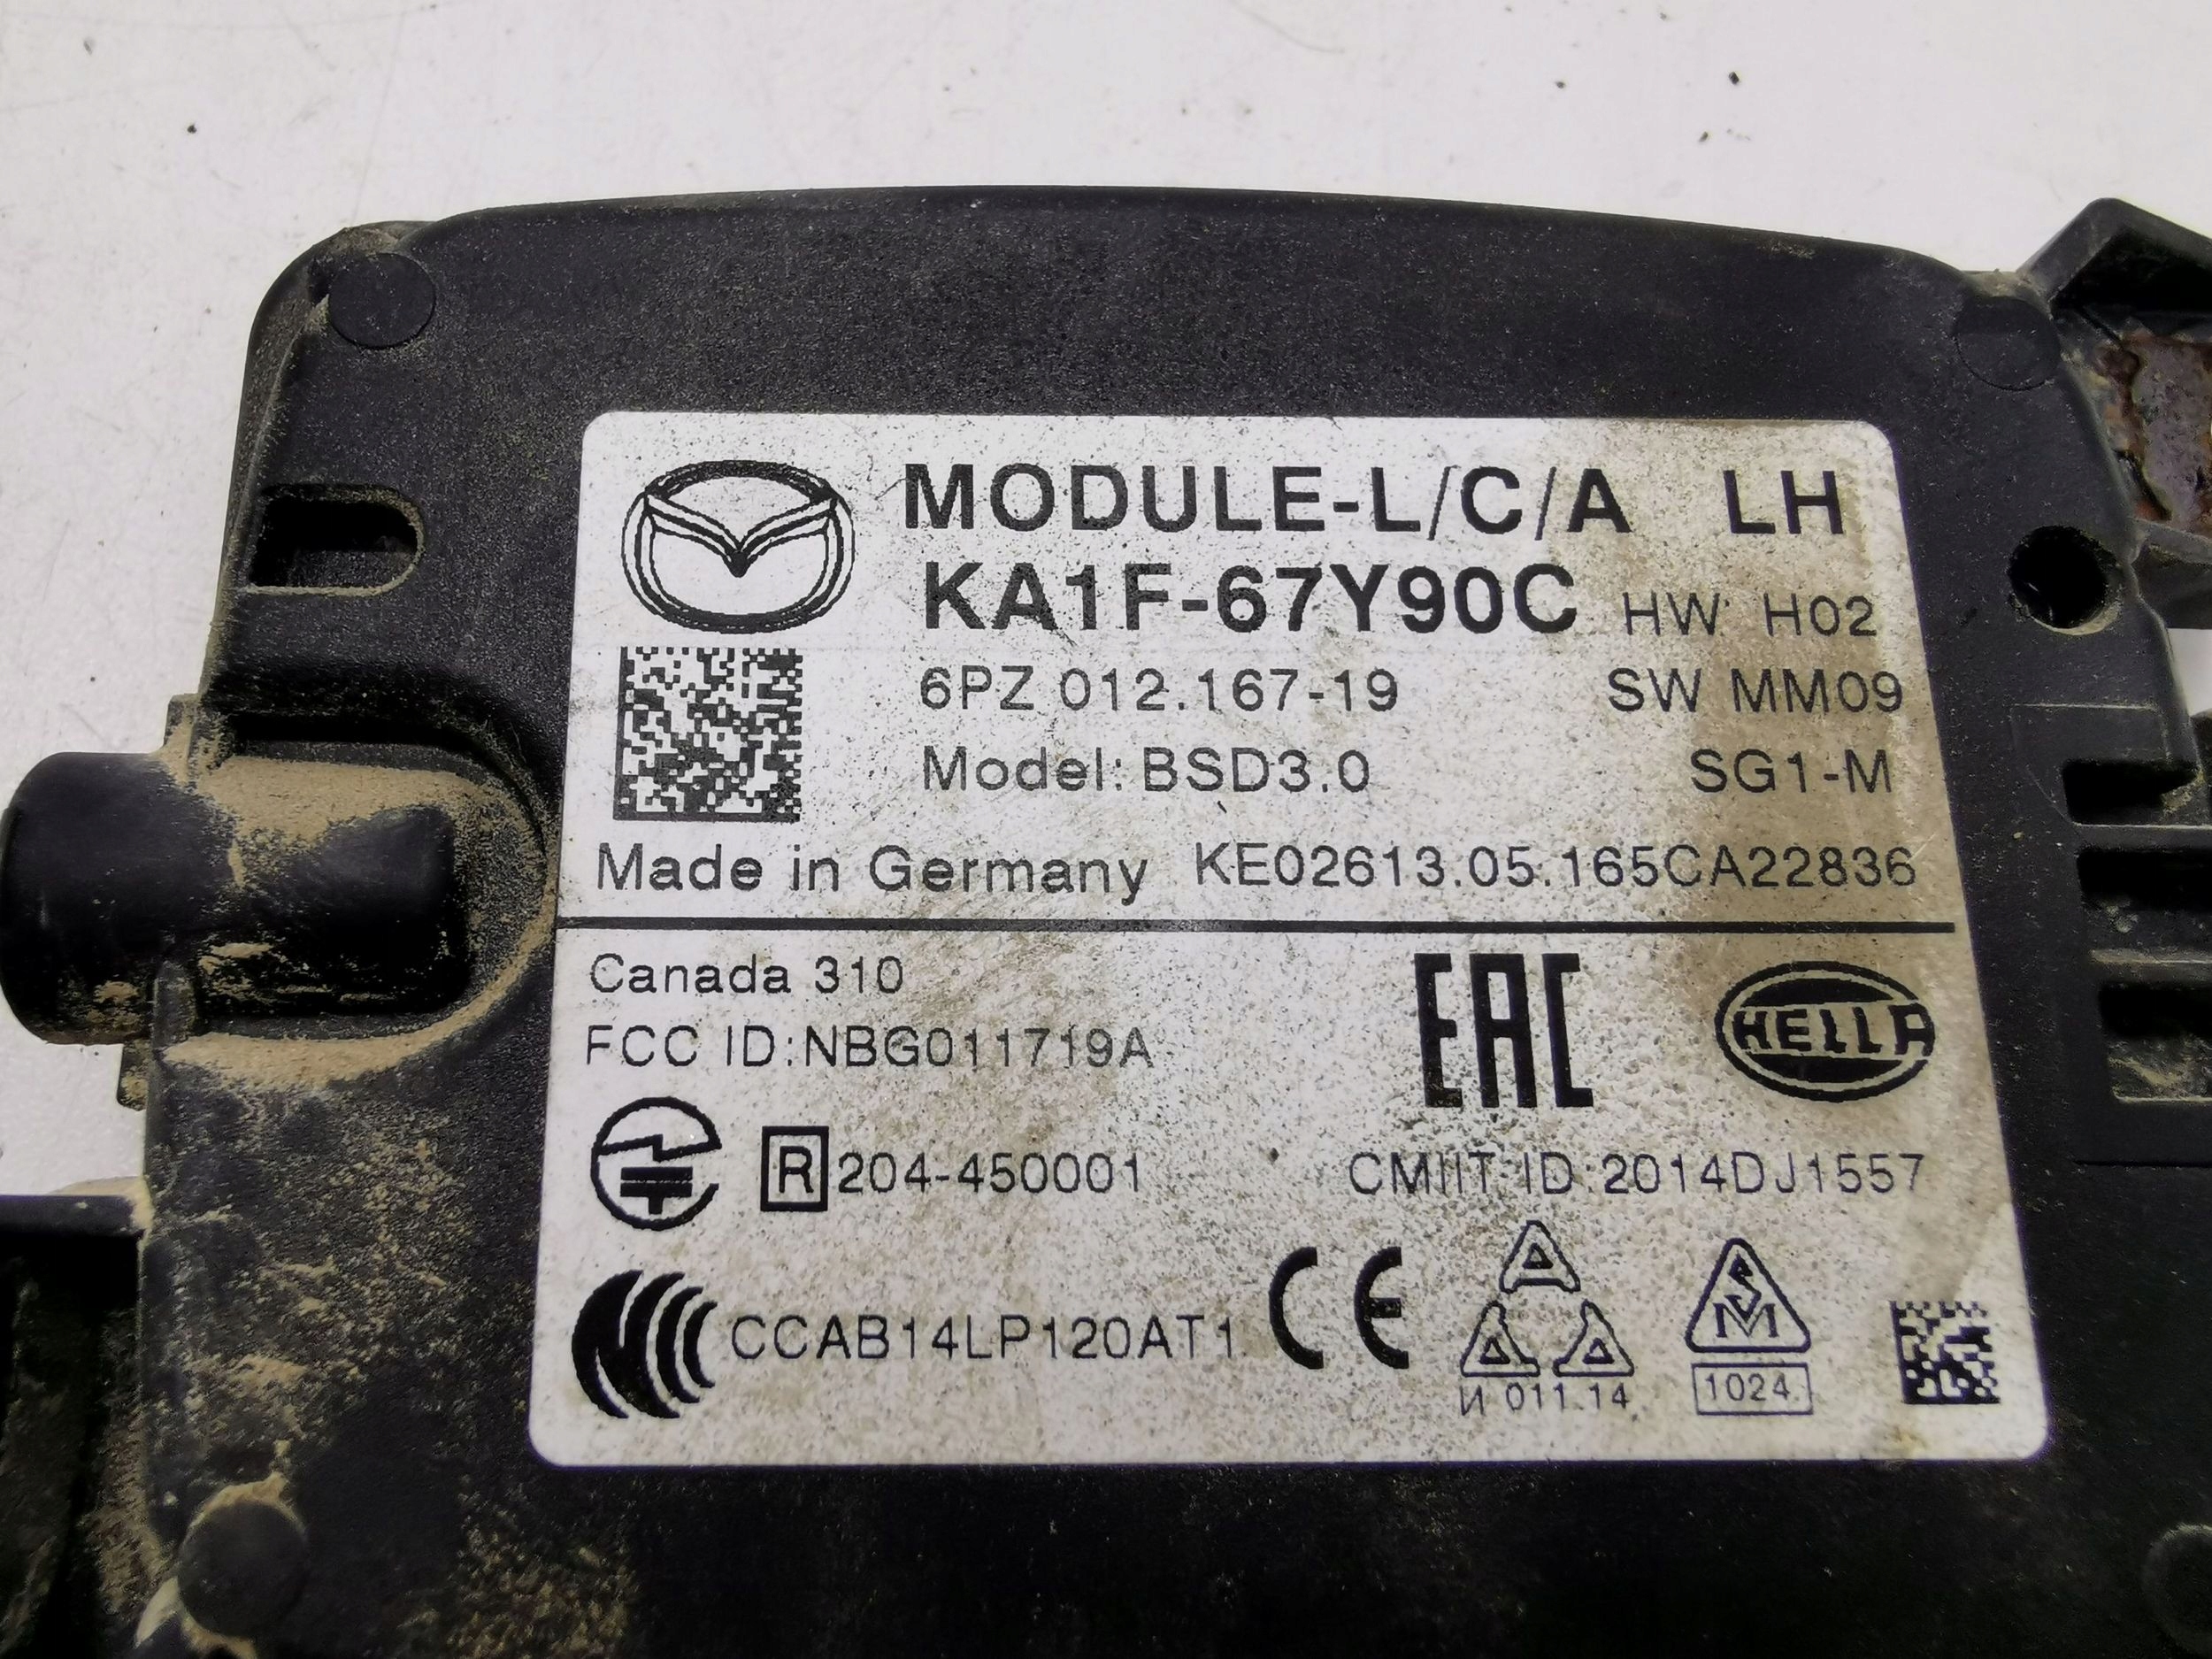 MODULE-L/C/A LH
KA1F-67Y90C HW H02
6PZ 012.167-19 SW MM09
Model: BSD3.0 SG1-M
Made in Germany KE02613.05.165CA22836
Canada 310
FCC ID:NBG011719A
EAC HELLA
R 204-450001 CMIIT ID:2014DJ1557
CCAB14LP120AT1 CE A SM
И 011.14 1024